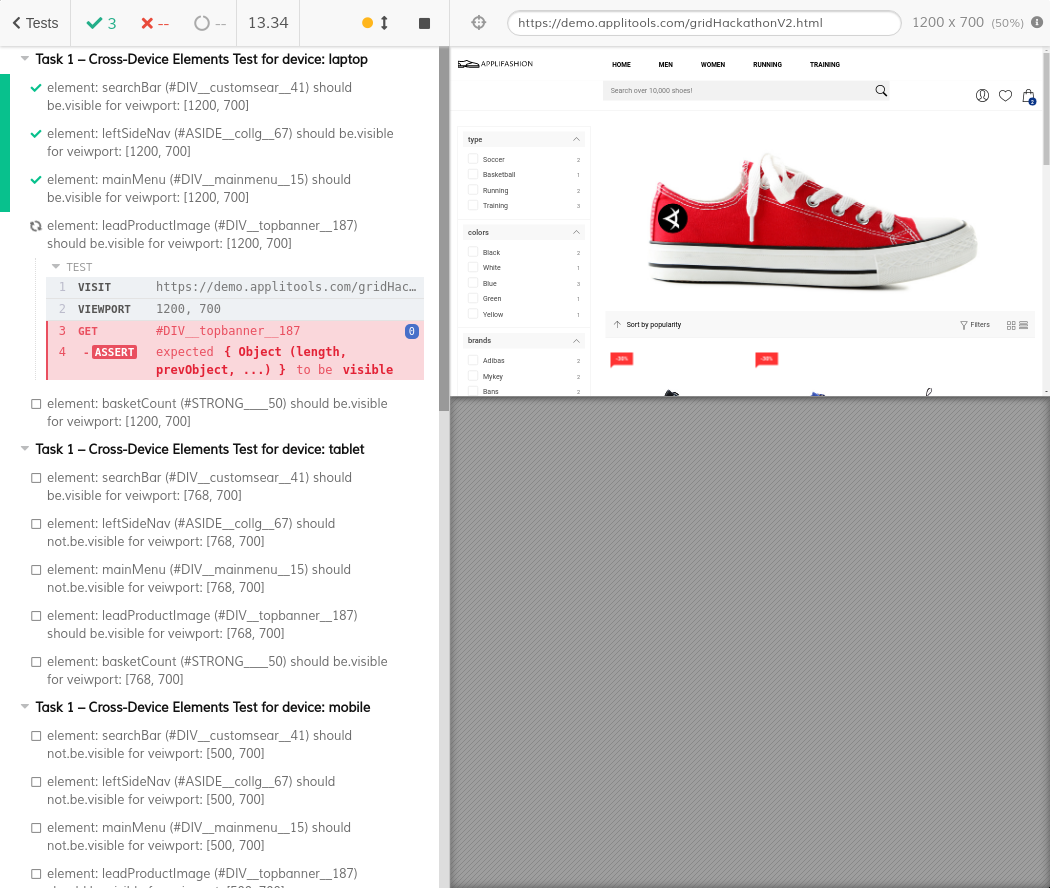 Tests
3
--
--
13.34
https://demo.applitools.com/gridHackathonV2.html
1200 x 700 (50%)
Task 1 – Cross-Device Elements Test for device: laptop
element: searchBar (#DIV__customsear__41) should
be.visible for veiwport: [1200, 700]
element: leftSideNav (#ASIDE__collg__67) should be.visible
for veiwport: [1200, 700]
element: mainMenu (#DIV__mainmenu__15) should
be.visible for veiwport: [1200, 700]
element: leadProductImage (#DIV__topbanner__187)
should be.visible for veiwport: [1200, 700]
TEST
1 VISIT https://demo.applitools.com/gridHac…
2 VIEWPORT 1200, 700
3 GET #DIV__topbanner__187 0
4 -ASSERT expected { Object (length,
prevObject, ...) } to be visible
element: basketCount (#STRONG____50) should be.visible
for veiwport: [1200, 700]
Task 1 – Cross-Device Elements Test for device: tablet
element: searchBar (#DIV__customsear__41) should
be.visible for veiwport: [768, 700]
element: leftSideNav (#ASIDE__collg__67) should
not.be.visible for veiwport: [768, 700]
element: mainMenu (#DIV__mainmenu__15) should
not.be.visible for veiwport: [768, 700]
element: leadProductImage (#DIV__topbanner__187)
should be.visible for veiwport: [768, 700]
element: basketCount (#STRONG____50) should be.visible
for veiwport: [768, 700]
Task 1 – Cross-Device Elements Test for device: mobile
element: searchBar (#DIV__customsear__41) should
not.be.visible for veiwport: [500, 700]
element: leftSideNav (#ASIDE__collg__67) should
not.be.visible for veiwport: [500, 700]
element: mainMenu (#DIV__mainmenu__15) should
not.be.visible for veiwport: [500, 700]
element: leadProductImage (#DIV__topbanner__187)
should be.visible for veiwport: [500, 700]
APPLIFASHION
HOME MEN WOMEN RUNNING TRAINING
Search over 10,000 shoes!
2
type
Soccer 2
Basketball 1
Running 2
Training 3
colors
Black 2
White 1
Blue 3
Green 1
Yellow 1
brands
Adibas 2
Mykey 2
Bans 2
Sort by popularity
Filters
-30% -30%